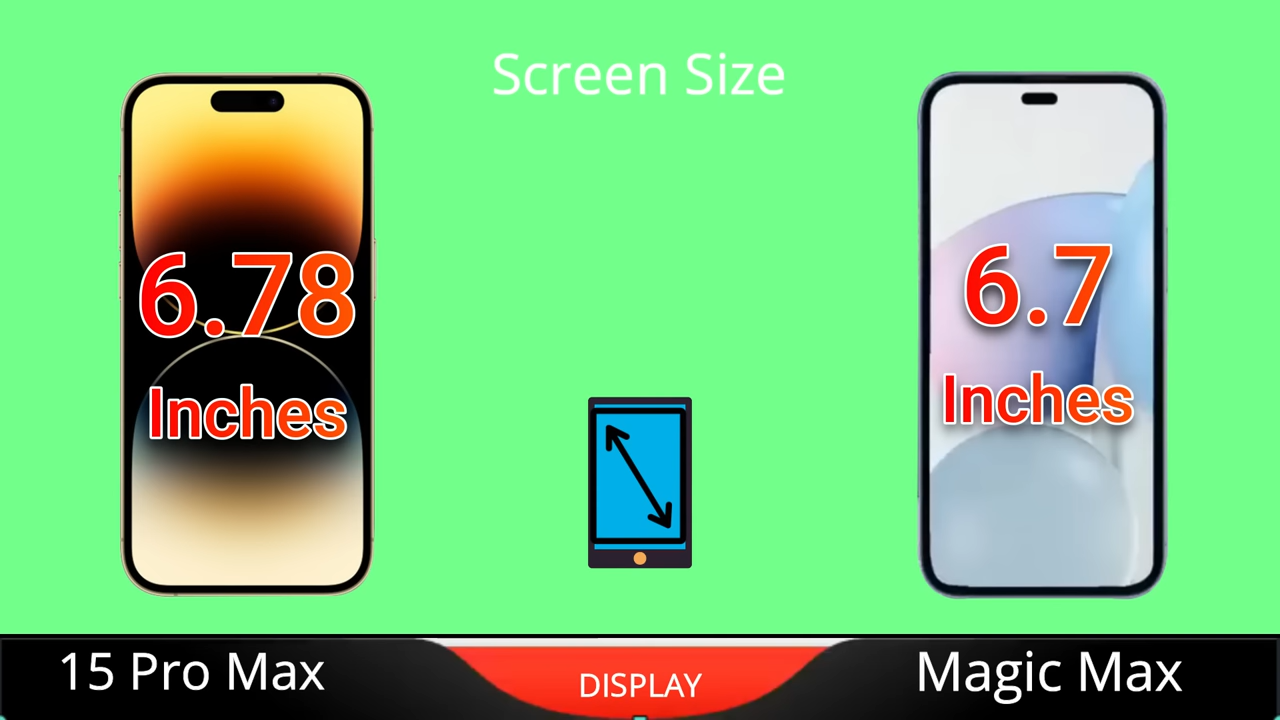 Screen Size
6.78
Inches
6.7
Inches
15 Pro Max
DISPLAY
Magic Max